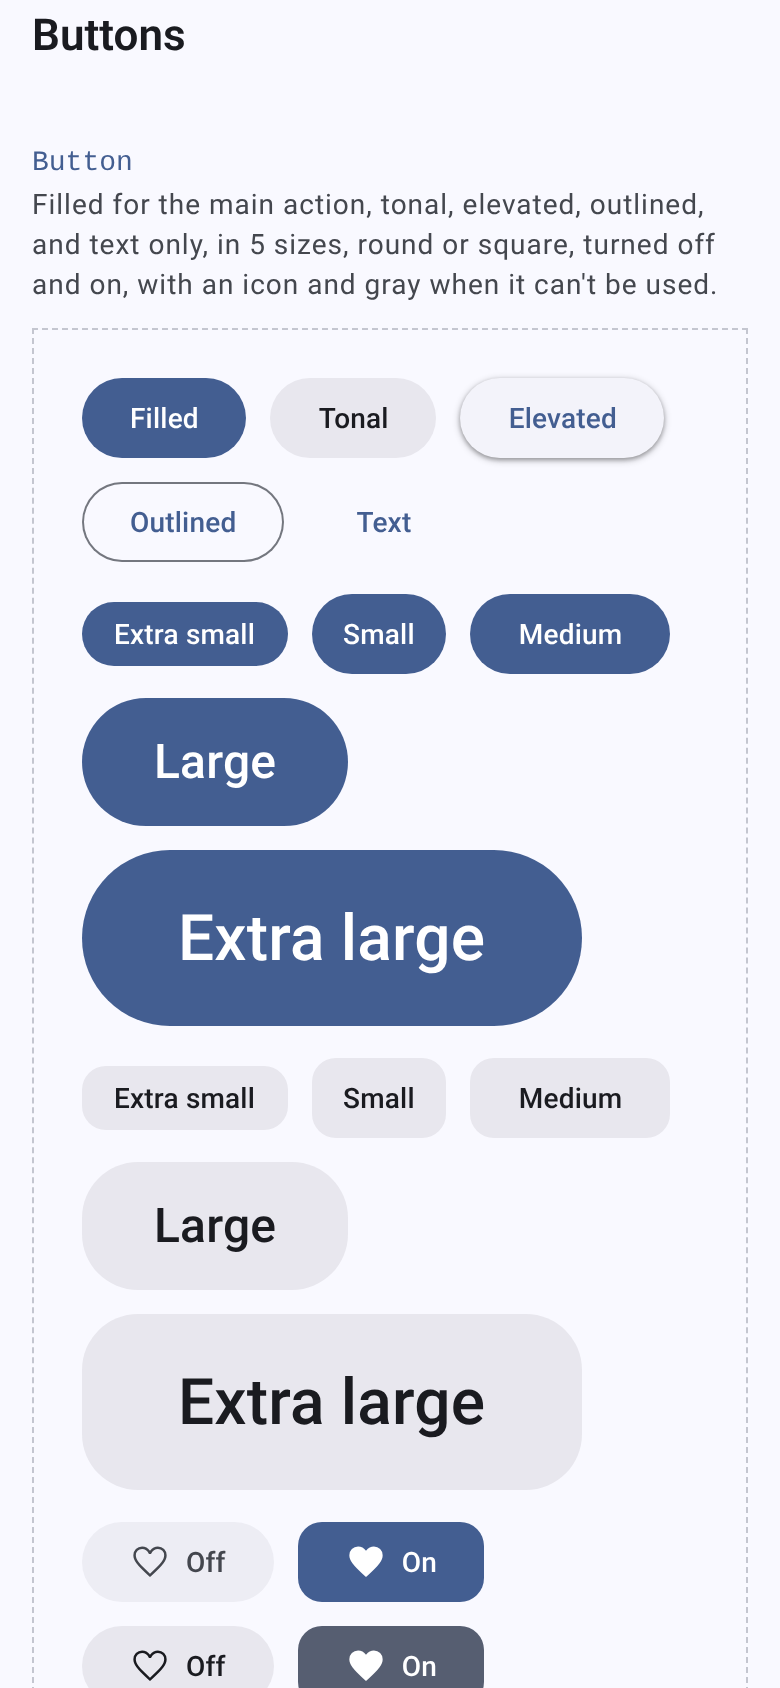 Buttons
Button
Filled for the main action, tonal, elevated, outlined,
and text only, in 5 sizes, round or square, turned off
and on, with an icon and gray when it can't be used.
Filled Tonal Elevated
Outlined Text
Extra small Small Medium
Large
Extra large
Extra small Small Medium
Large
Extra large
Off On
Off On